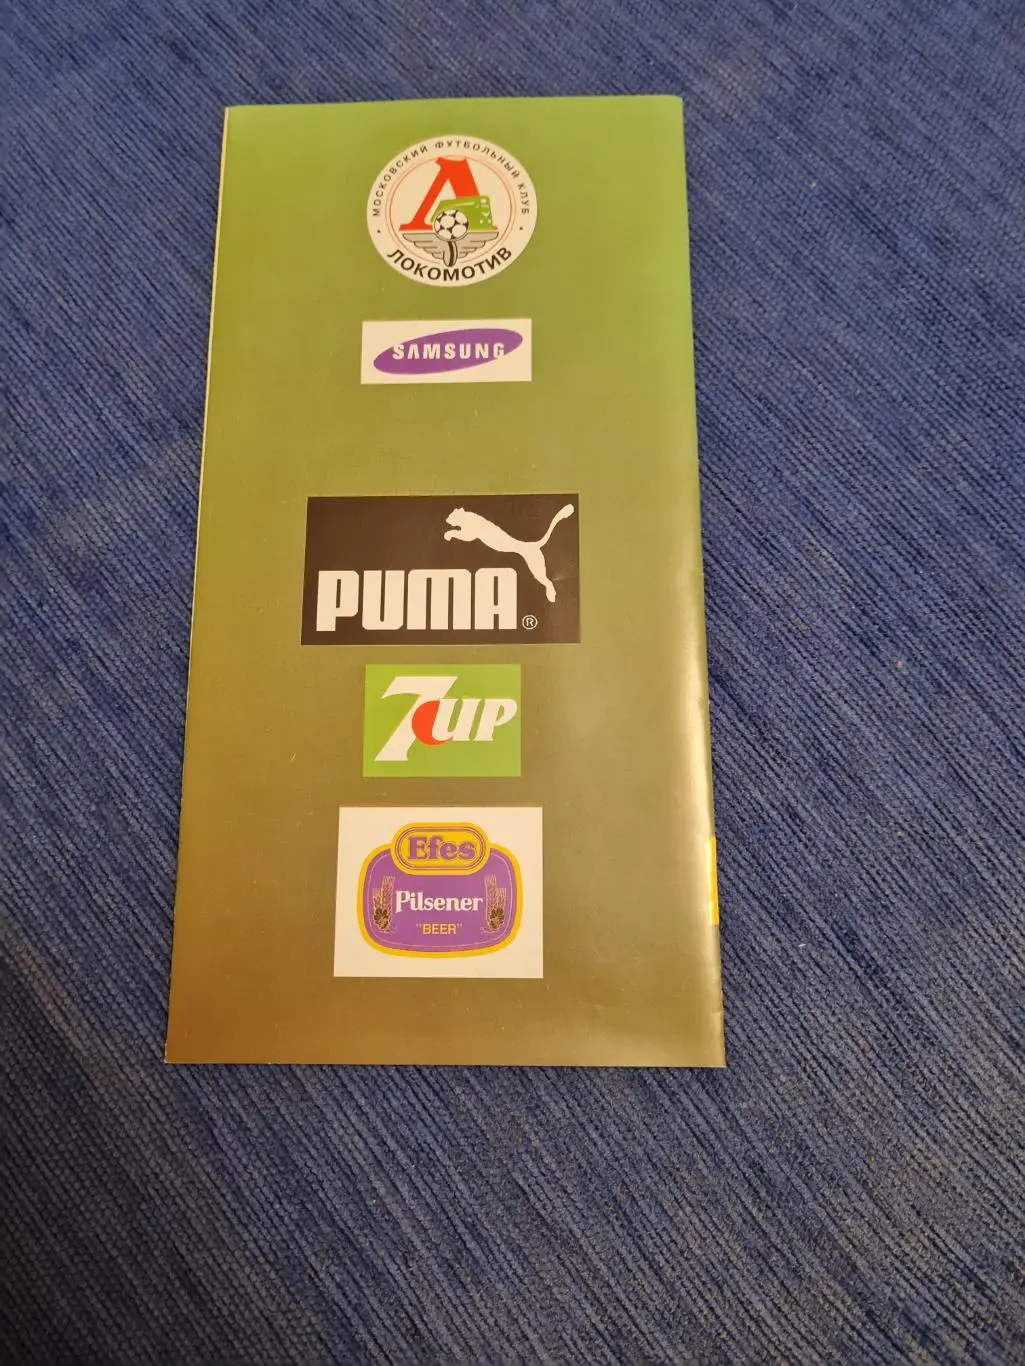 · МОСКОВСКИЙ ФУТБОЛЬНЫЙ КЛУБ ·
ЛОКОМОТИВ
SAMSUNG
PUMA ®
7UP
Efes
Pilsener
"BEER"